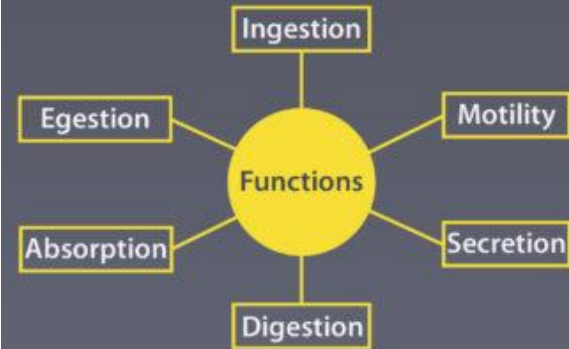 Ingestion
Egestion
Motility
Functions
Absorption
Secretion
Digestion